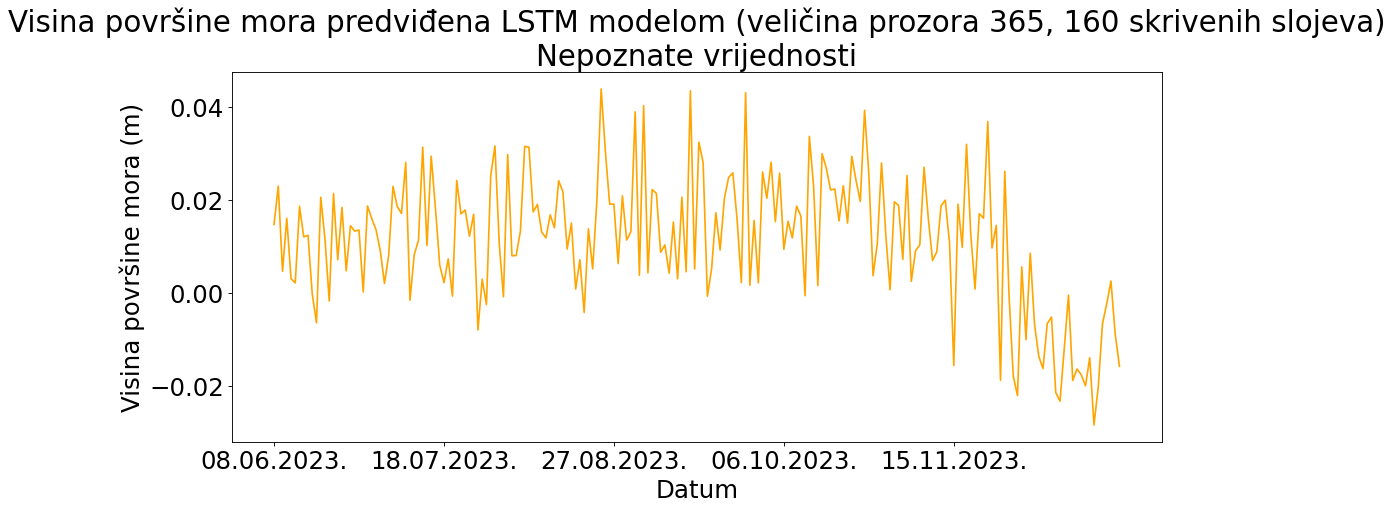 Visina površine mora predviđena LSTM modelom (veličina prozora 365, 160 skrivenih slojeva)
Nepoznate vrijednosti
Visina površine mora (m)
0.04
0.02
0.00
−0.02
08.06.2023. 18.07.2023. 27.08.2023. 06.10.2023. 15.11.2023.
Datum